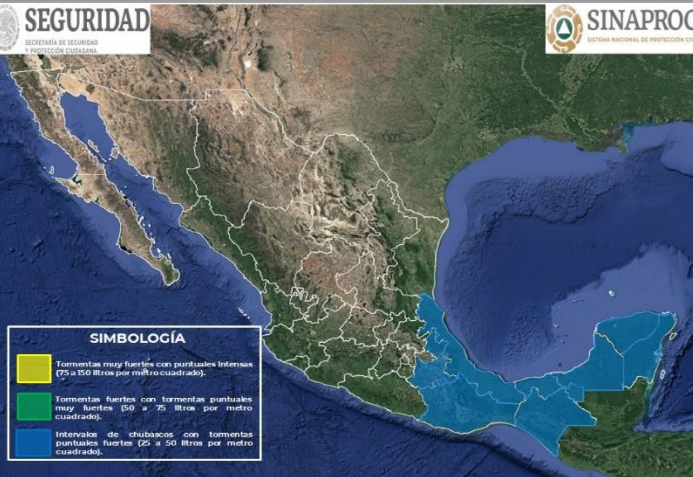 SEGURIDAD
SECRETARÍA DE SEGURIDAD
Y PROTECCIÓN CIUDADANA
SINAPROC
SISTEMA NACIONAL DE PROTECCIÓN
SIMBOLOGÍA
Tormentas muy fuertes con puntuales intensas
(75 a 150 litros por metro cuadrado).
Tormentas fuertes con tormentas puntuales
muy fuertes (50 a 75 litros por metro
cuadrado).
Intervalos de chubascos con tormentas
puntuales fuertes (25 a 50 litros por metro
cuadrado).